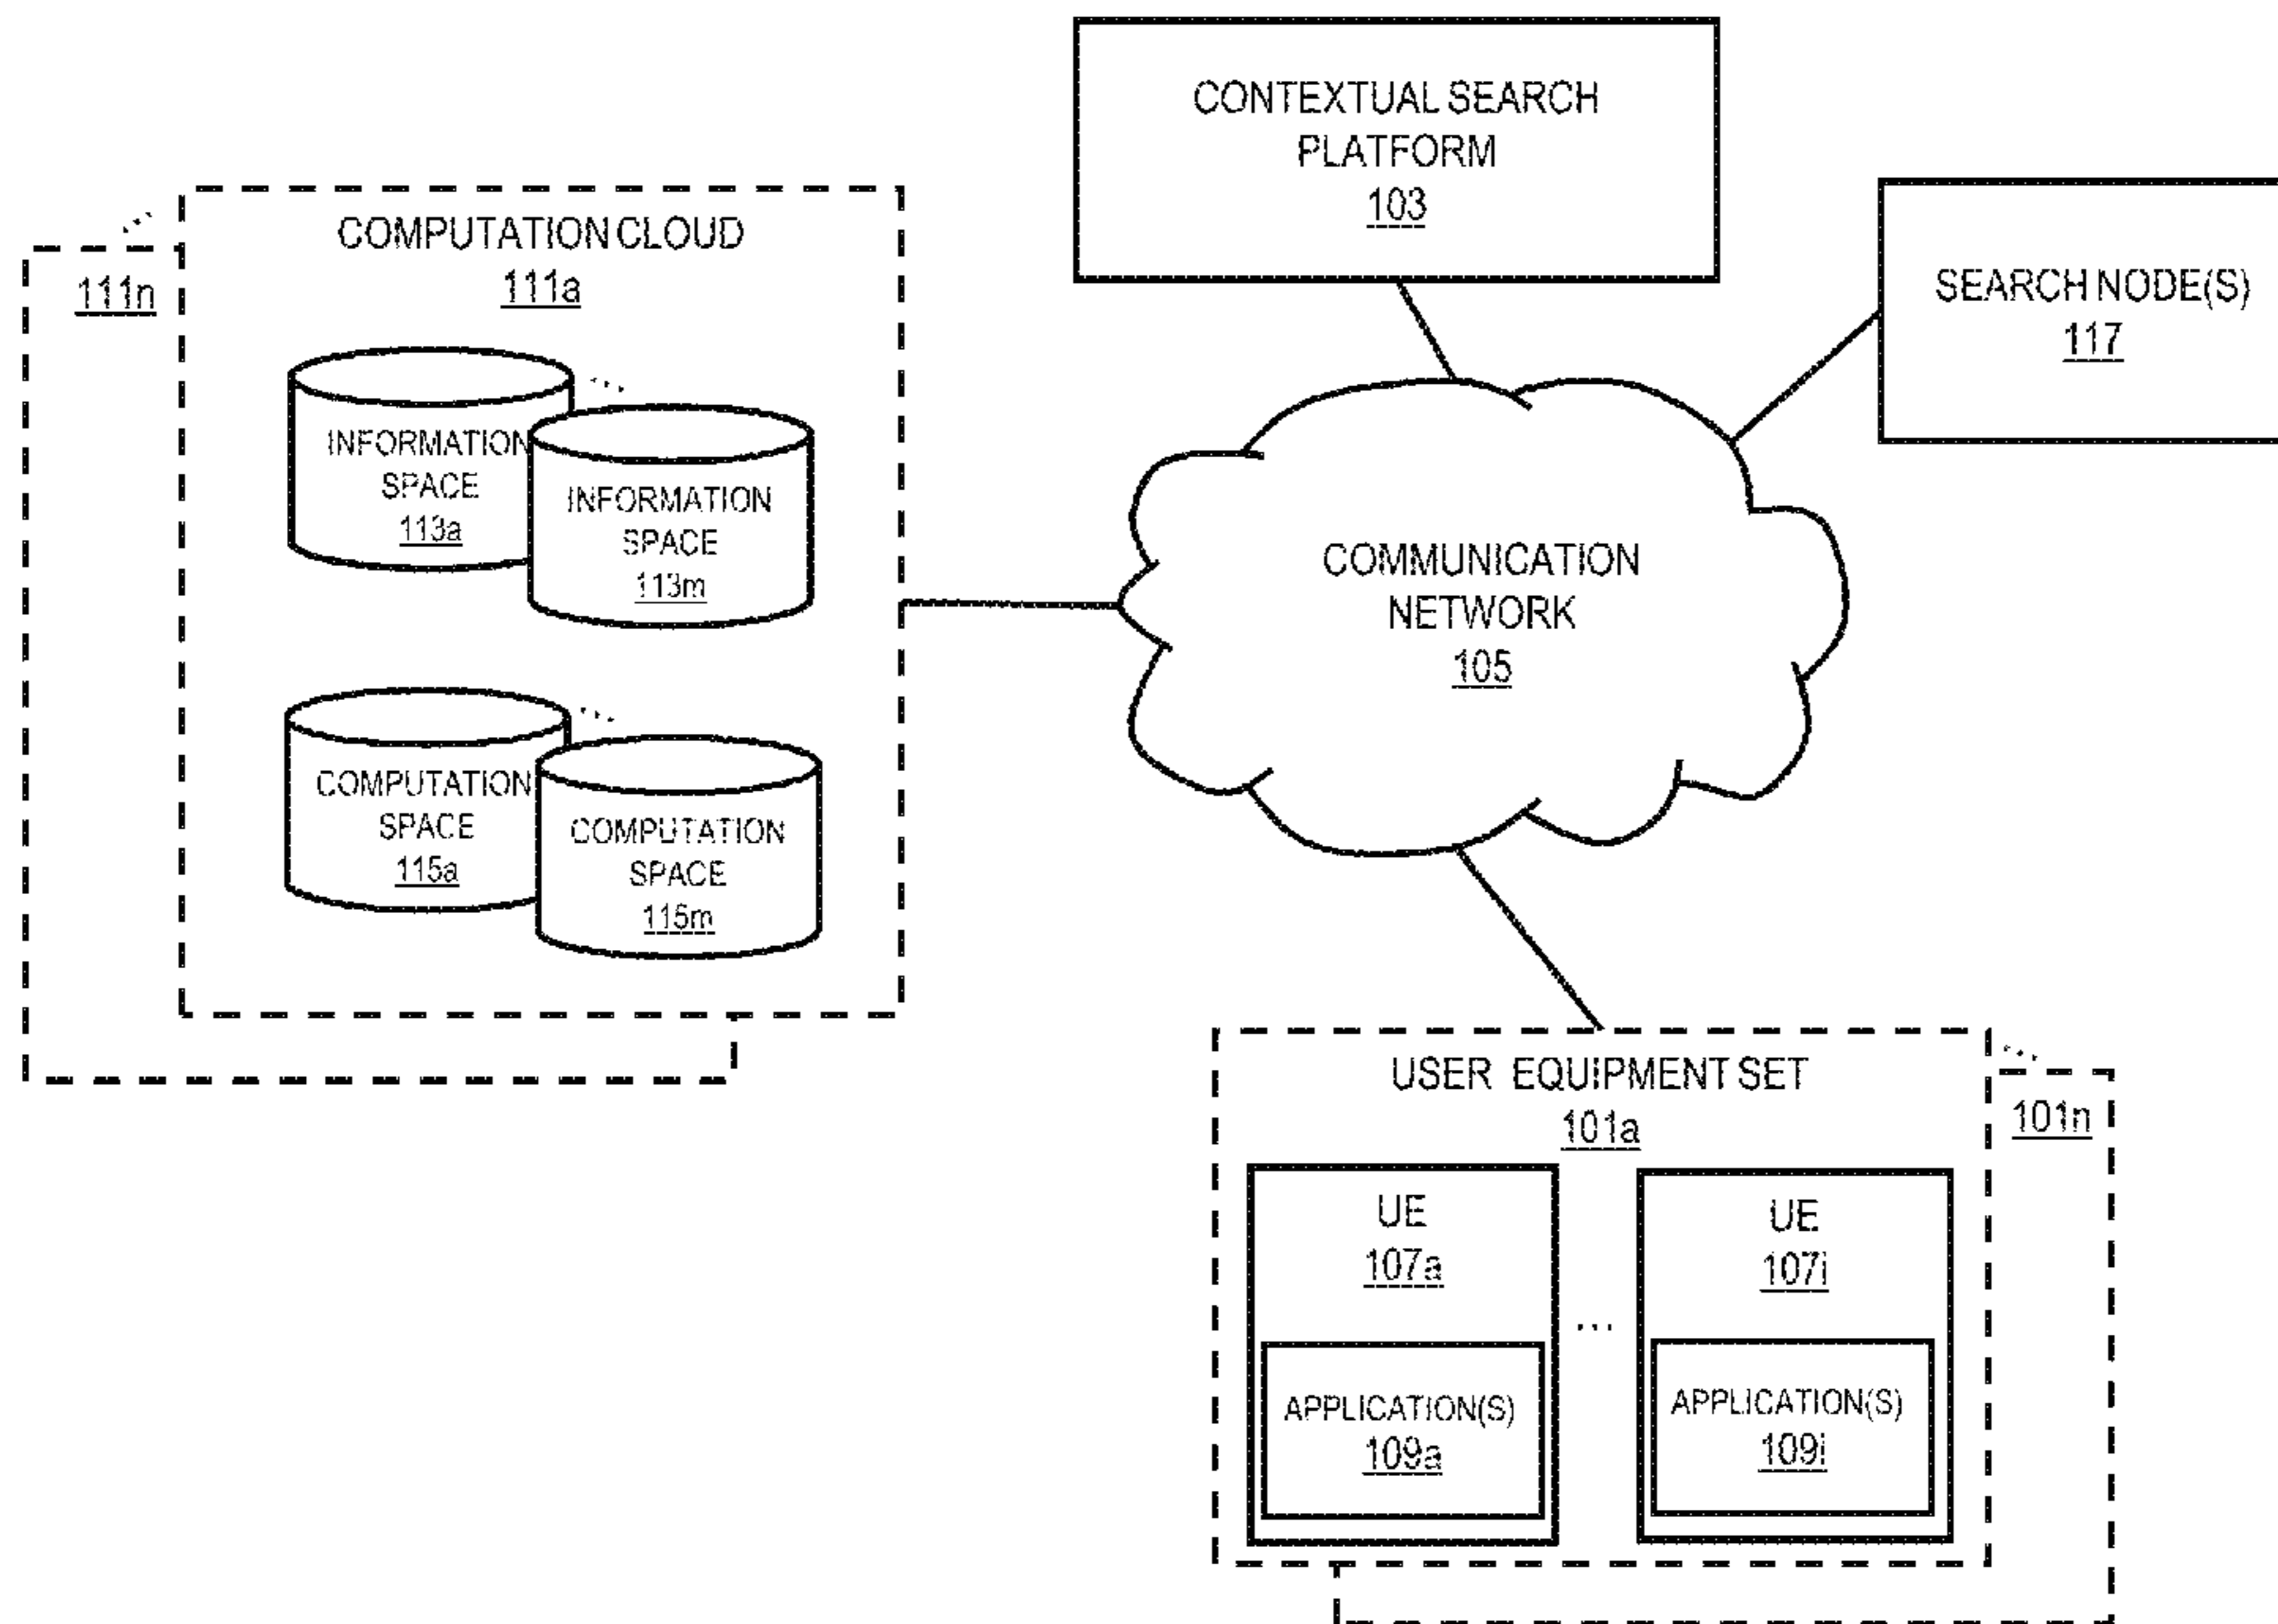 CONTEXTUAL SEARCH
PLATFORM
103
SEARCH NODE(S)
117
111n
COMPUTATION CLOUD
111a
INFORMATION
SPACE
113a
INFORMATION
SPACE
113m
COMPUTATION
SPACE
115a
COMPUTATION
SPACE
115m
COMMUNICATION
NETWORK
105
USER EQUIPMENT SET
101a
101n
UE
107a
...
UE
107i
APPLICATION(S)
109a
APPLICATION(S)
109i